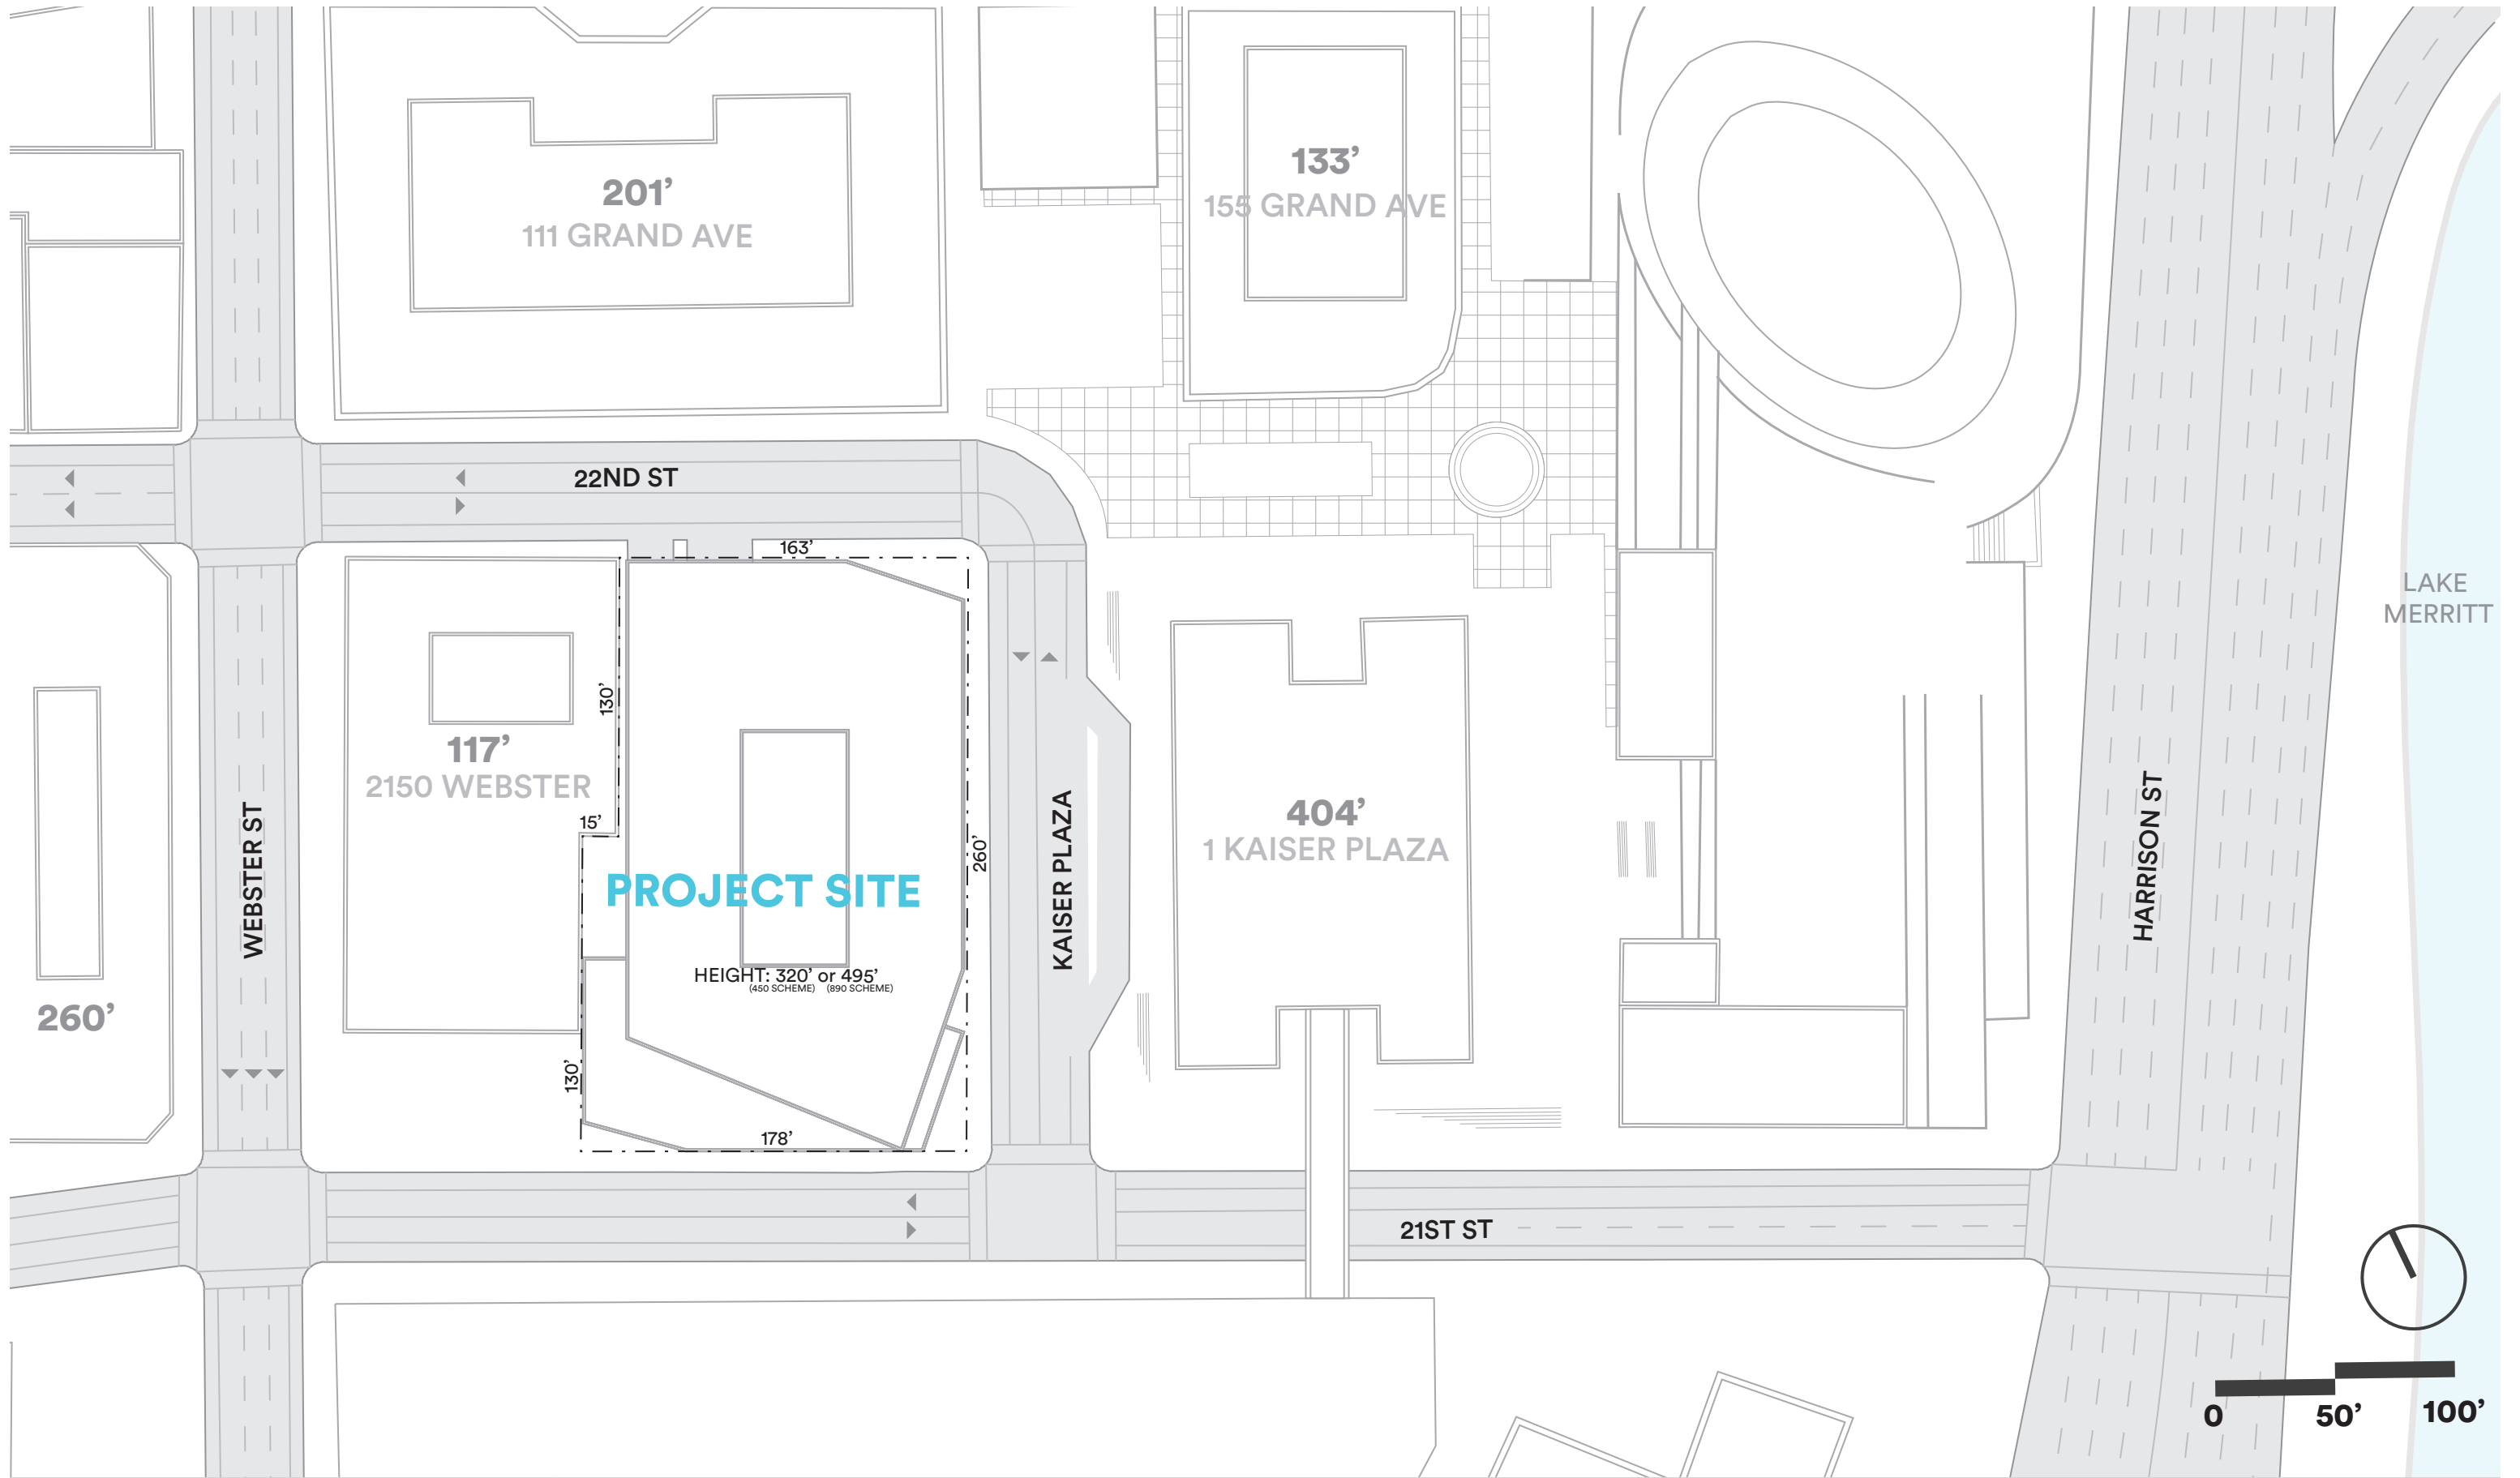 133’
155 GRAND AVE
201’
111 GRAND AVE
22ND ST
163’
LAKE
MERRITT
130’
117’
2150 WEBSTER
15’
404’
1 KAISER PLAZA
WEBSTER ST
260’
KAISER PLAZA
HARRISON ST
PROJECT SITE
HEIGHT: 320’ or 495’
(450 SCHEME) (890 SCHEME)
260’
130’
178’
21ST ST
0
50’
100’